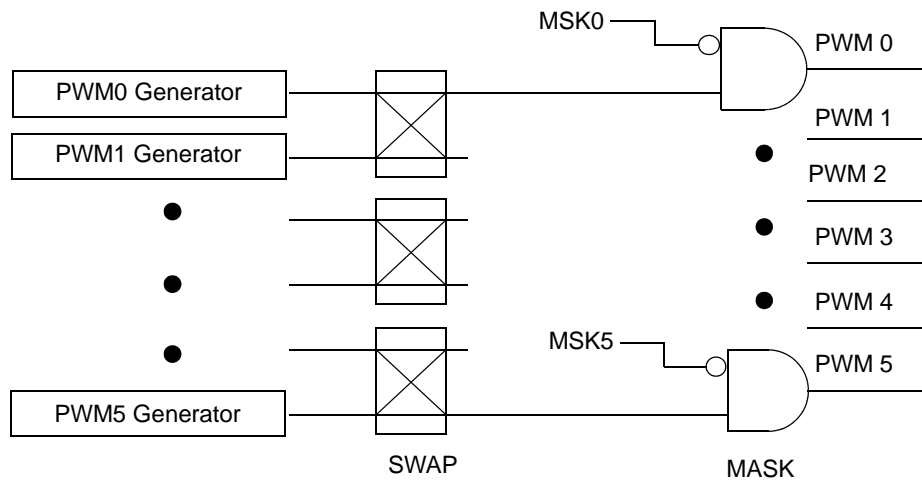 MSK0
PWM 0
PWM0 Generator
PWM 1
PWM1 Generator
PWM 2
PWM 3
PWM 4
MSK5
PWM 5
PWM5 Generator
SWAP
MASK